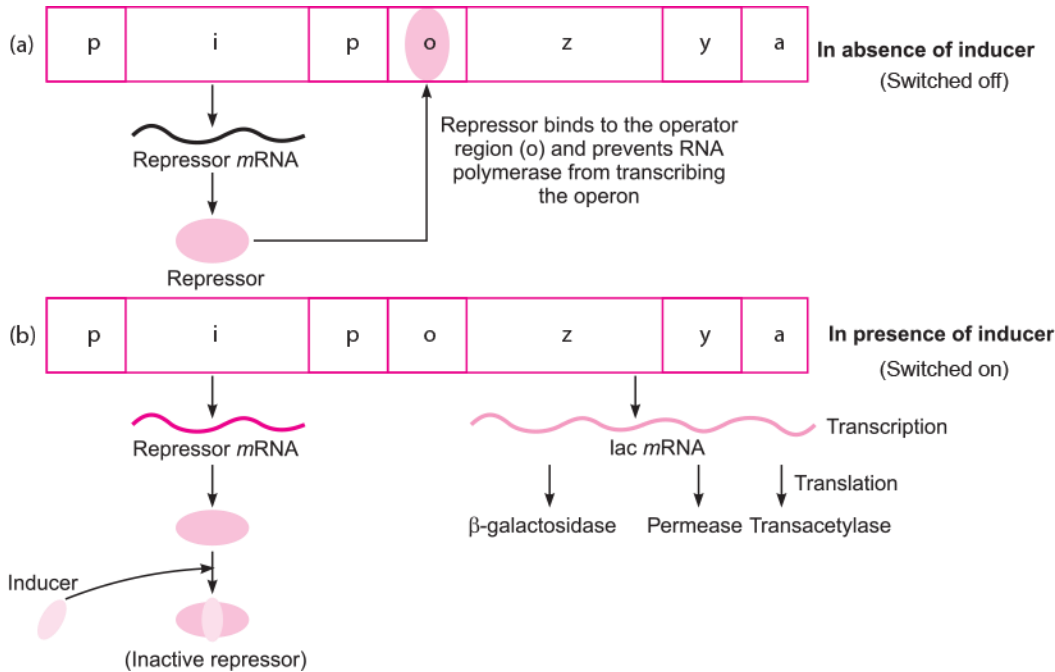 (a) p i p o z y a
In absence of inducer
(Switched off)
Repressor mRNA
Repressor
Repressor binds to the operator
region (o) and prevents RNA
polymerase from transcribing
the operon
(b) p i p o z y a
In presence of inducer
(Switched on)
Repressor mRNA
lac mRNA
Transcription
Translation
β-galactosidase Permease Transacetylase
Inducer
(Inactive repressor)